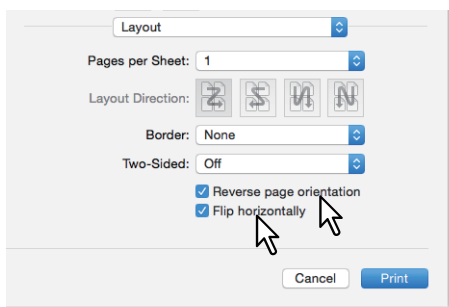 Layout
Pages per Sheet: 1
Layout Direction:
Border: None
Two-Sided: Off
Reverse page orientation
Flip horizontally
Cancel Print